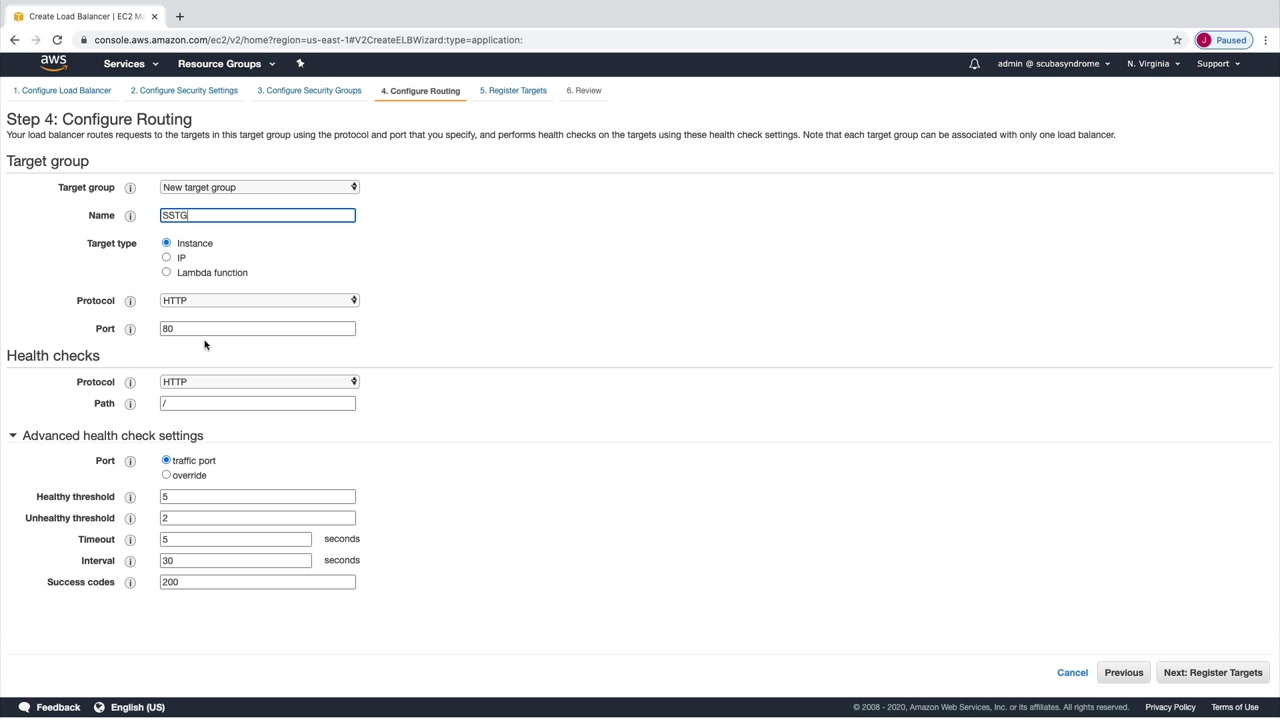 Create Load Balancer | EC2 Ma
console.aws.amazon.com/ec2/v2/home?region=us-east-1#V2CreateELBWizard:type=application:
J Paused
aws Services Resource Groups admin @ scubasyndrome N. Virginia Support
1. Configure Load Balancer 2. Configure Security Settings 3. Configure Security Groups 4. Configure Routing 5. Register Targets 6. Review
Step 4: Configure Routing
Your load balancer routes requests to the targets in this target group using the protocol and port that you specify, and performs health checks on the targets using these health check settings. Note that each target group can be associated with only one load balancer.
Target group
Target group i New target group
Name i SSTG
Target type Instance
IP
Lambda function
Protocol i HTTP
Port i 80
Health checks
Protocol i HTTP
Path i /
Advanced health check settings
Port i traffic port
override
Healthy threshold i 5
Unhealthy threshold i 2
Timeout i 5 seconds
Interval i 30 seconds
Success codes i 200
Cancel Previous Next: Register Targets
Feedback English (US) © 2008 - 2020, Amazon Web Services, Inc. or its affiliates. All rights reserved. Privacy Policy Terms of Use